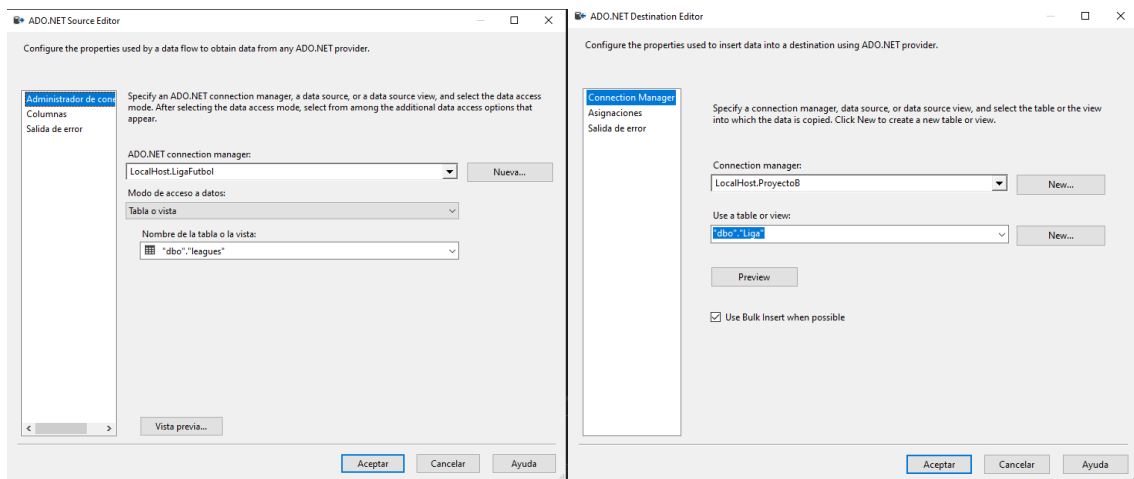 ADO.NET Source Editor
Configure the properties used by a data flow to obtain data from any ADO.NET provider.
Administrador de cone
Columnas
Salida de error
Specify an ADO.NET connection manager, a data source, or a data source view, and select the data access
mode. After selecting the data access mode, select from among the additional data access options that
appear.
ADO.NET connection manager:
LocalHost.LigaFutbol
Nueva...
Modo de acceso a datos:
Tabla o vista
Nombre de la tabla o la vista:
"dbo"."leagues"
Vista previa...
Aceptar
Cancelar
Ayuda
ADO.NET Destination Editor
Configure the properties used to insert data into a destination using ADO.NET provider.
Connection Manager
Asignaciones
Salida de error
Specify a connection manager, data source, or data source view, and select the table or the view
into which the data is copied. Click New to create a new table or view.
Connection manager:
LocalHost.ProyectoB
New...
Use a table or view:
"dbo"."Liga"
New...
Preview
Use Bulk Insert when possible
Aceptar
Cancelar
Ayuda